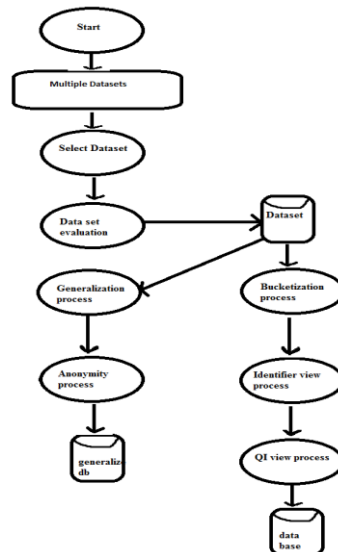 Start
Multiple Datasets
Select Dataset
Data set
evaluation
Dataset
Generalization
process
Bucketization
process
Anonymity
process
Identifier view
process
generalize
db
QI view process
data
base